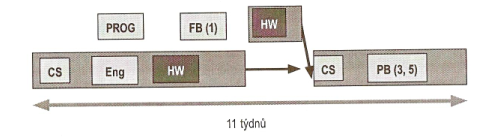 PROG FB (1) HW
CS Eng HW CS PB (3, 5)
11 týdnů